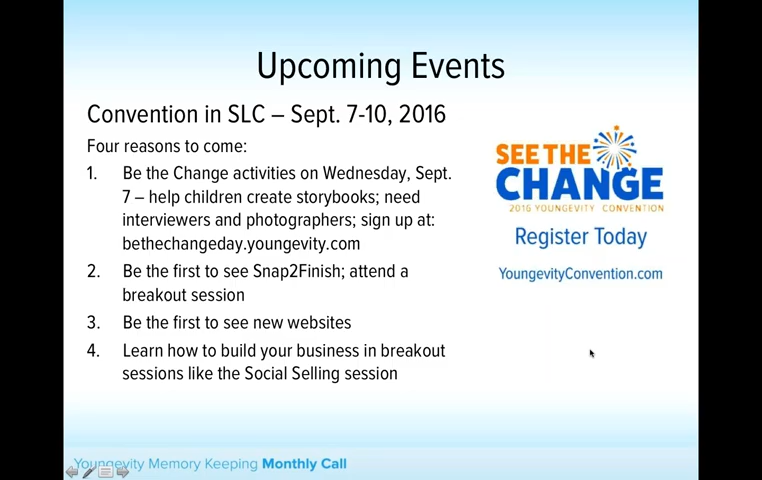 Upcoming Events
Convention in SLC – Sept. 7-10, 2016
Four reasons to come:
1. Be the Change activities on Wednesday, Sept.
7 – help children create storybooks; need
interviewers and photographers; sign up at:
bethechangeday.youngevity.com
2. Be the first to see Snap2Finish; attend a
breakout session
3. Be the first to see new websites
4. Learn how to build your business in breakout
sessions like the Social Selling session
SEE THE
CHANGE
2016 YOUNGEVITY CONVENTION
Register Today
YoungevityConvention.com
Youngevity Memory Keeping Monthly Call